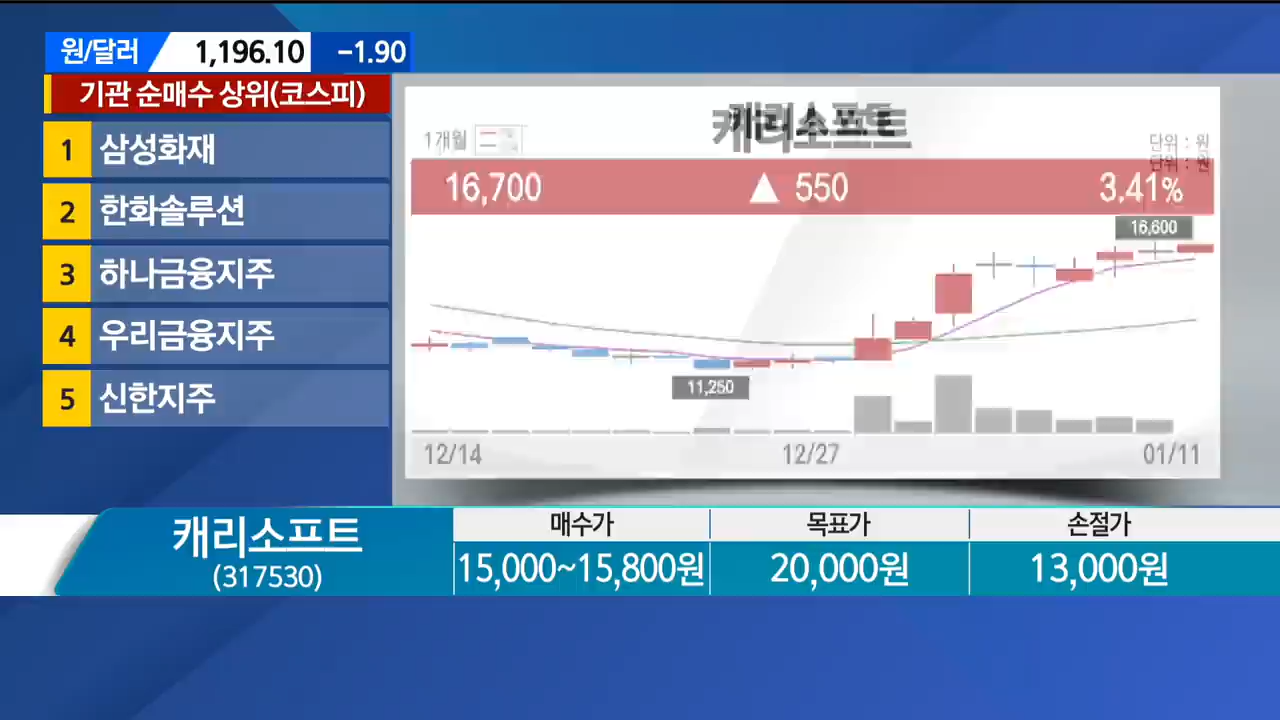 원/달러 1,196.10 -1.90
기관 순매수 상위(코스피)
1 삼성화재
2 한화솔루션
3 하나금융지주
4 우리금융지주
5 신한지주
캐리소프트
1개월
단위 : 원
단위 : 원
16,700 ▲ 550 3.41%
16,600
11,250
12/14 12/27 01/11
캐리소프트
(317530)
매수가 목표가 손절가
15,000~15,800원 20,000원 13,000원